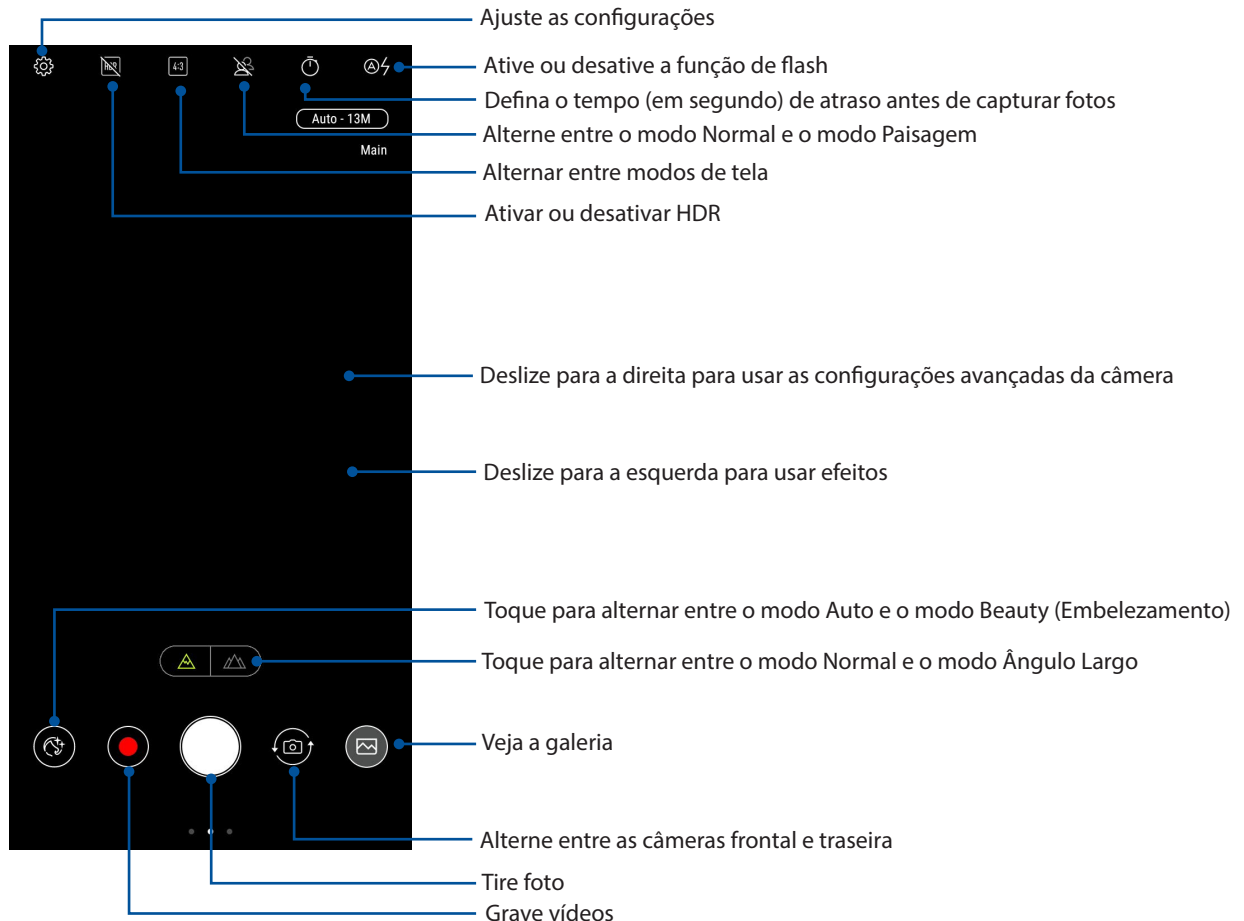 Ajuste as configurações
HDR
4:3
A
Ative ou desative a função de flash
Defina o tempo (em segundo) de atraso antes de capturar fotos
Auto - 13M
Alterne entre o modo Normal e o modo Paisagem
Main
Alternar entre modos de tela
Ativar ou desativar HDR
Deslize para a direita para usar as configurações avançadas da câmera
Deslize para a esquerda para usar efeitos
Toque para alternar entre o modo Auto e o modo Beauty (Embelezamento)
Toque para alternar entre o modo Normal e o modo Ângulo Largo
Veja a galeria
Alterne entre as câmeras frontal e traseira
Tire foto
Grave vídeos